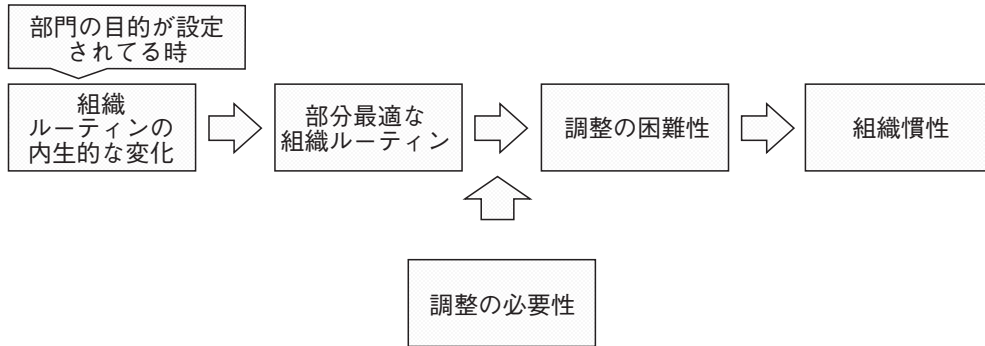 部門の目的が設定
されてる時
組織
ルーティンの
内生的な変化
部分最適な
組織ルーティン
調整の困難性
組織慣性
調整の必要性